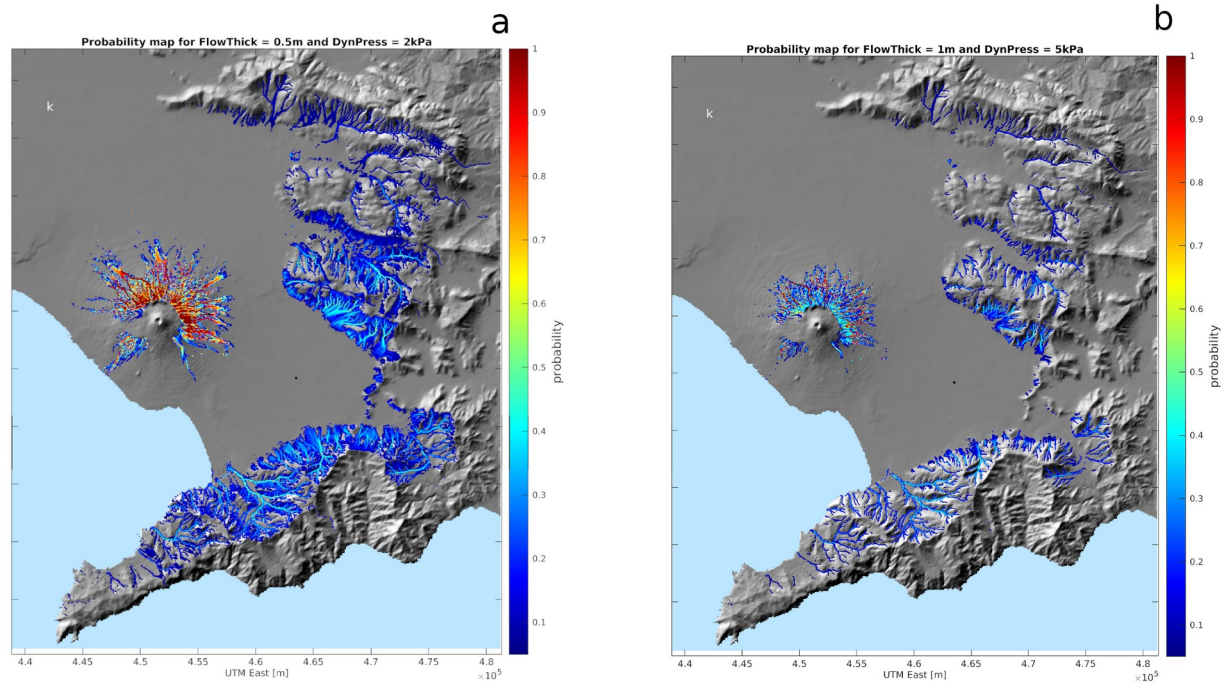 a
Probability map for FlowThick = 0.5m and DynPress = 2kPa
k
1
0.9
0.8
0.7
0.6
0.5
0.4
0.3
0.2
0.1
probability
4.4 4.45 4.5 4.55 4.6 4.65 4.7 4.75 4.8
UTM East [m]
×10⁵
b
Probability map for FlowThick = 1m and DynPress = 5kPa
k
1
0.9
0.8
0.7
0.6
0.5
0.4
0.3
0.2
0.1
probability
4.4 4.45 4.5 4.55 4.6 4.65 4.7 4.75 4.8
UTM East [m]
×10⁵